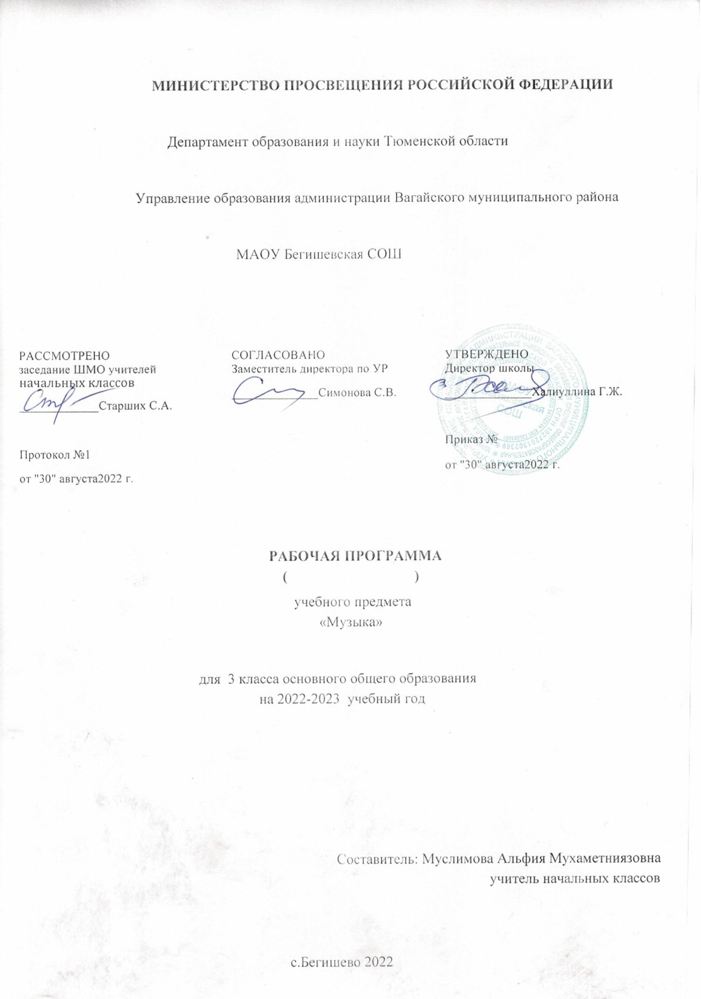 МИНИСТЕРСТВО ПРОСВЕЩЕНИЯ РОССИЙСКОЙ ФЕДЕРАЦИИ
Департамент образования и науки Тюменской области
Управление образования администрации Вагайского муниципального района
МАОУ Бегишевская СОШ
РАССМОТРЕНО
заседание ШМО учителей
начальных классов
_____________Старших С.А.
Протокол №1
от "30" августа2022 г.
СОГЛАСОВАНО
Заместитель директора по УР
______________Симонова С.В.
УТВЕРЖДЕНО
Директор школы
______________Халиуллина Г.Ж.
Приказ №
от "30" августа2022 г.
РАБОЧАЯ ПРОГРАММА
( )
учебного предмета
«Музыка»
для 3 класса основного общего образования
на 2022-2023 учебный год
Составитель: Муслимова Альфия Мухаметниязовна
учитель начальных классов
с.Бегишево 2022